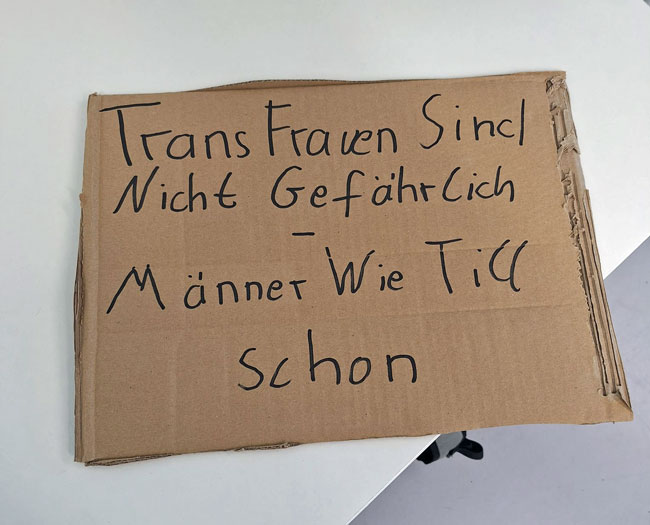 Trans Frauen Sind
Nicht Gefährlich
-
Männer Wie Till
schon